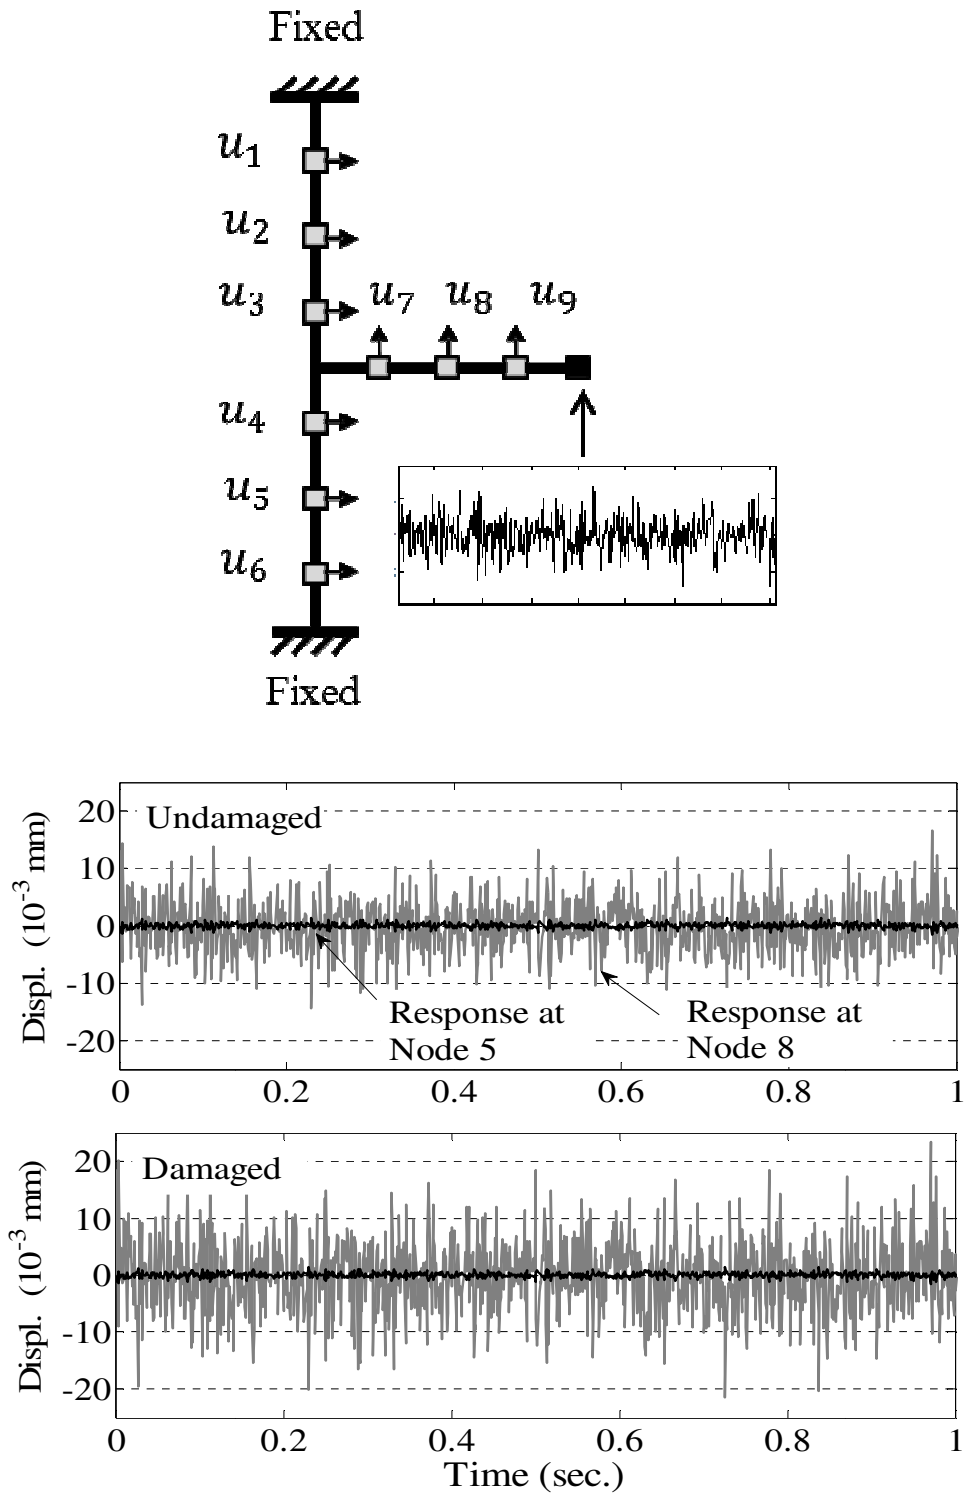 Fixed
u1
u2
u3
u7 u8 u9
u4
u5
u6
Fixed
Undamaged
20
10
0
-10
-20
Displ. (10⁻³ mm)
Response at
Node 5
Response at
Node 8
0 0.2 0.4 0.6 0.8 1
Damaged
20
10
0
-10
-20
Displ. (10⁻³ mm)
0 0.2 0.4 0.6 0.8 1
Time (sec.)